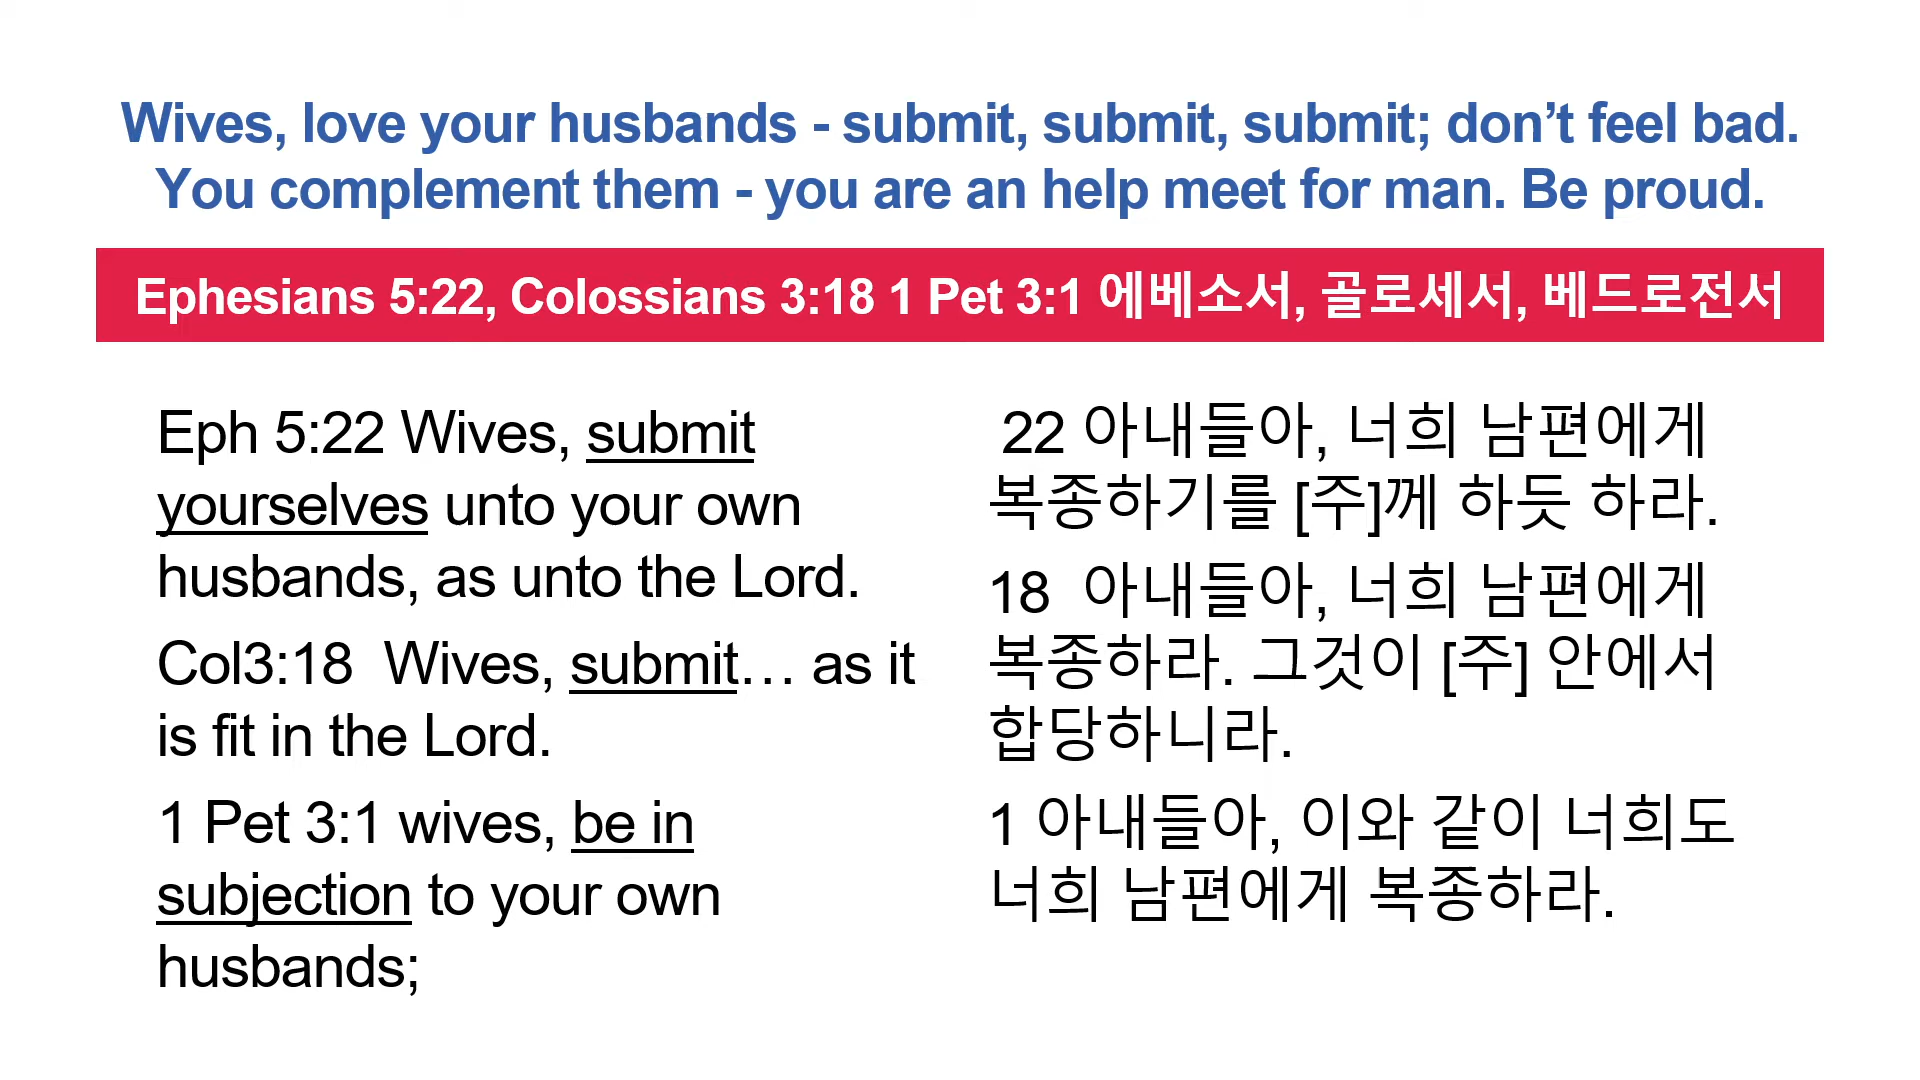 Wives, love your husbands - submit, submit, submit; don’t feel bad.
You complement them - you are an help meet for man. Be proud.
Ephesians 5:22, Colossians 3:18 1 Pet 3:1 에베소서, 골로세서, 베드로전서
Eph 5:22 Wives, submit
yourselves unto your own
husbands, as unto the Lord.
Col3:18  Wives, submit… as it
is fit in the Lord.
1 Pet 3:1 wives, be in
subjection to your own
husbands;
22 아내들아, 너희 남편에게
복종하기를 [주]께 하듯 하라.
18  아내들아, 너희 남편에게
복종하라. 그것이 [주] 안에서
합당하니라.
1 아내들아, 이와 같이 너희도
너희 남편에게 복종하라.